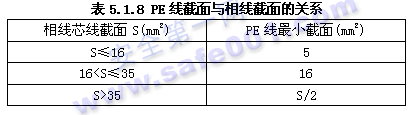 表 5.1.8 PE 线截面与相线截面的关系
相线芯线截面 S(mm²) PE 线最小截面(mm²)
S≤16 5
16<S≤35 16
S>35 S/2